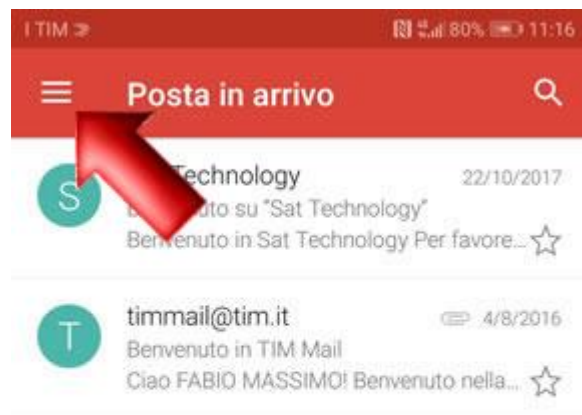 I TIM
80% 11:16
Posta in arrivo
S
Technology 22/10/2017
su "Sat Technology"
Benvenuto in Sat Technology Per favore...
T
timmail@tim.it 4/8/2016
Benvenuto in TIM Mail
Ciao FABIO MASSIMO! Benvenuto nella...